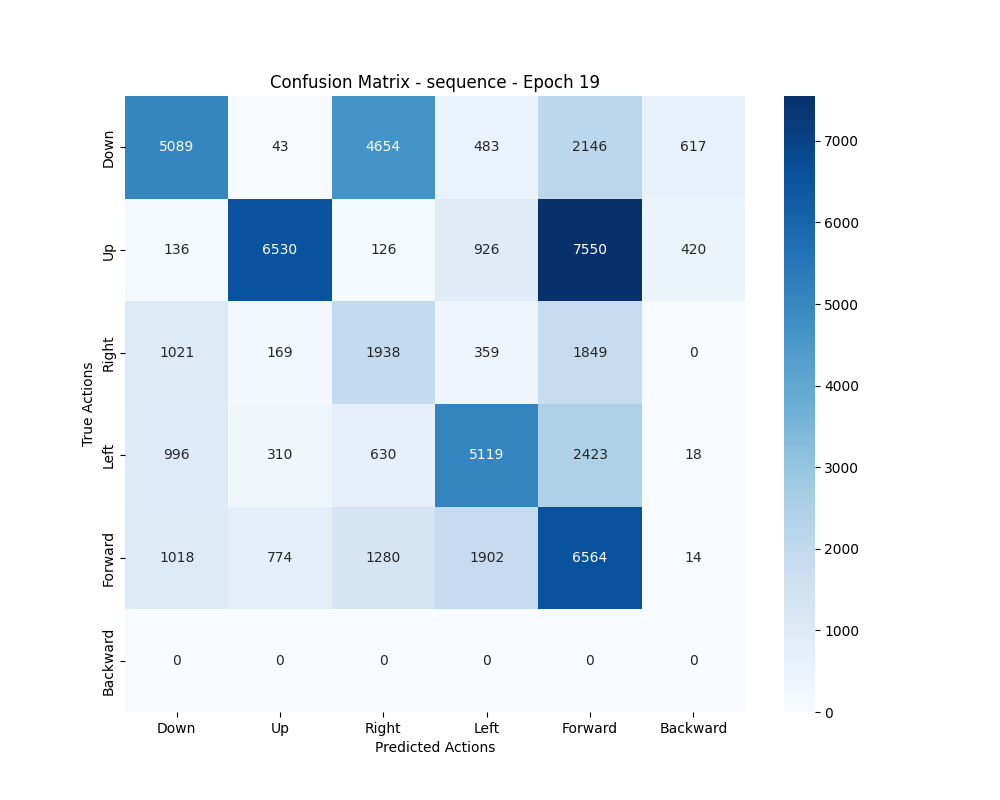 Confusion Matrix - sequence - Epoch 19
True Actions
Down 5089 43 4654 483 2146 617
Up 136 6530 126 926 7550 420
Right 1021 169 1938 359 1849 0
Left 996 310 630 5119 2423 18
Forward 1018 774 1280 1902 6564 14
Backward 0 0 0 0 0 0
Down Up Right Left Forward Backward
Predicted Actions
7000
6000
5000
4000
3000
2000
1000
0